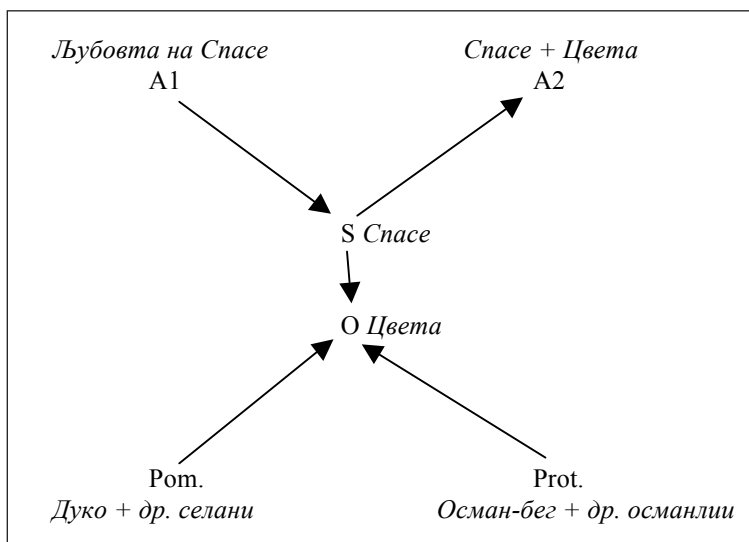 Љубовта на Спасе
A1
Спасе + Цвета
A2
S Спасе
O Цвета
Pom.
Дуко + др. селани
Prot.
Осман-бег + др. османлии